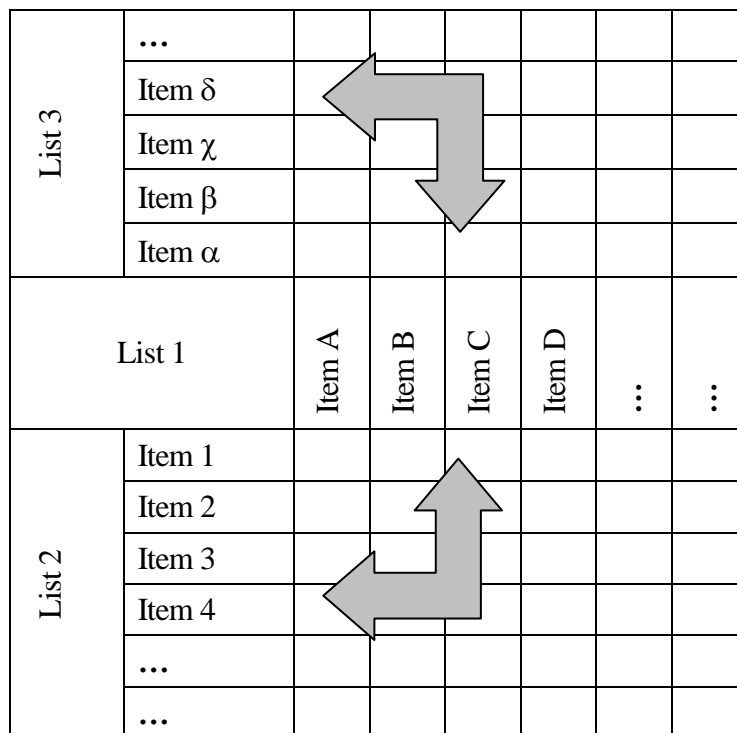 List 3
...
Item δ
Item χ
Item β
Item α
List 1
Item A
Item B
Item C
Item D
...
...
List 2
Item 1
Item 2
Item 3
Item 4
...
...